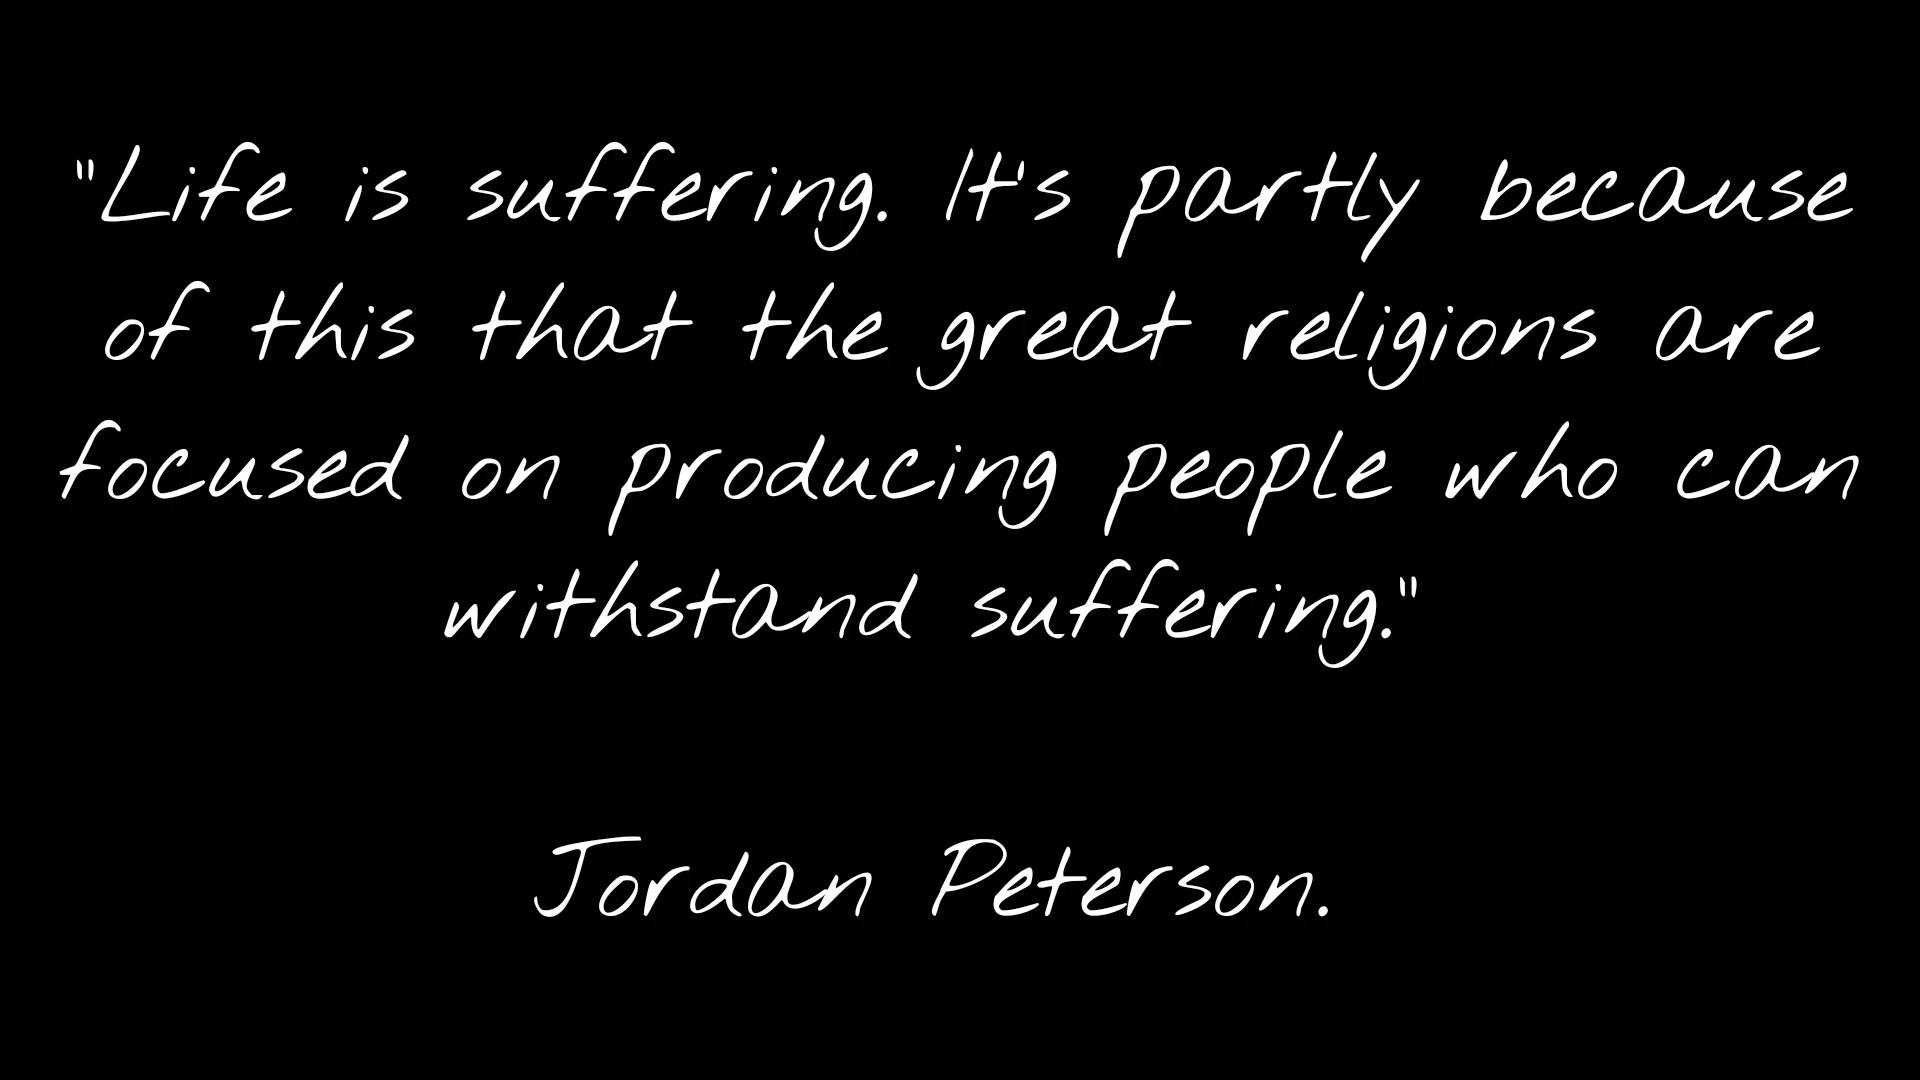 "Life is suffering. It's partly because
of this that the great religions are
focused on producing people who can
withstand suffering."
Jordan Peterson.